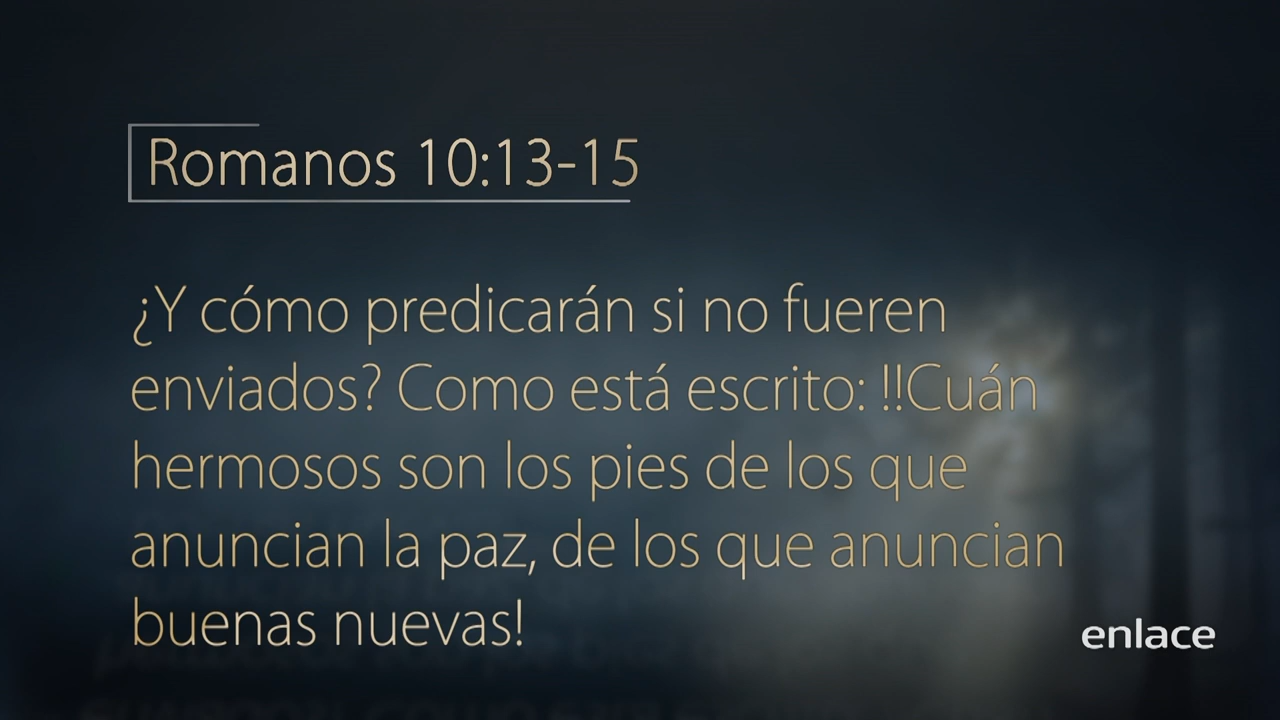 Romanos 10:13-15
¿Y cómo predicarán si no fueren
enviados? Como está escrito: !!Cuán
hermosos son los pies de los que
anuncian la paz, de los que anuncian
buenas nuevas!
enlace